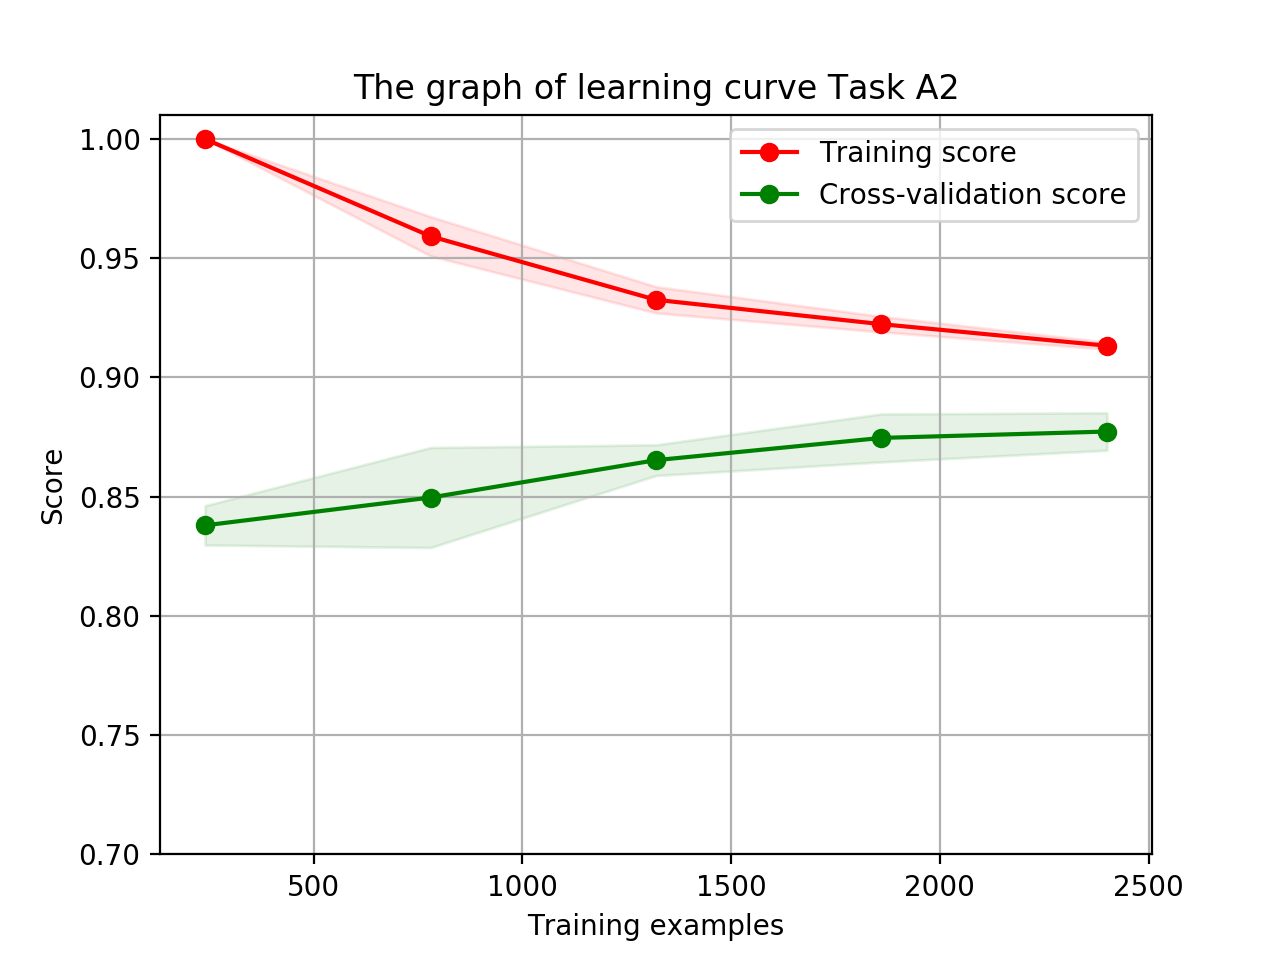 The graph of learning curve Task A2
Training score
Cross-validation score
1.00
0.95
0.90
0.85
0.80
0.75
0.70
Score
500 1000 1500 2000 2500
Training examples